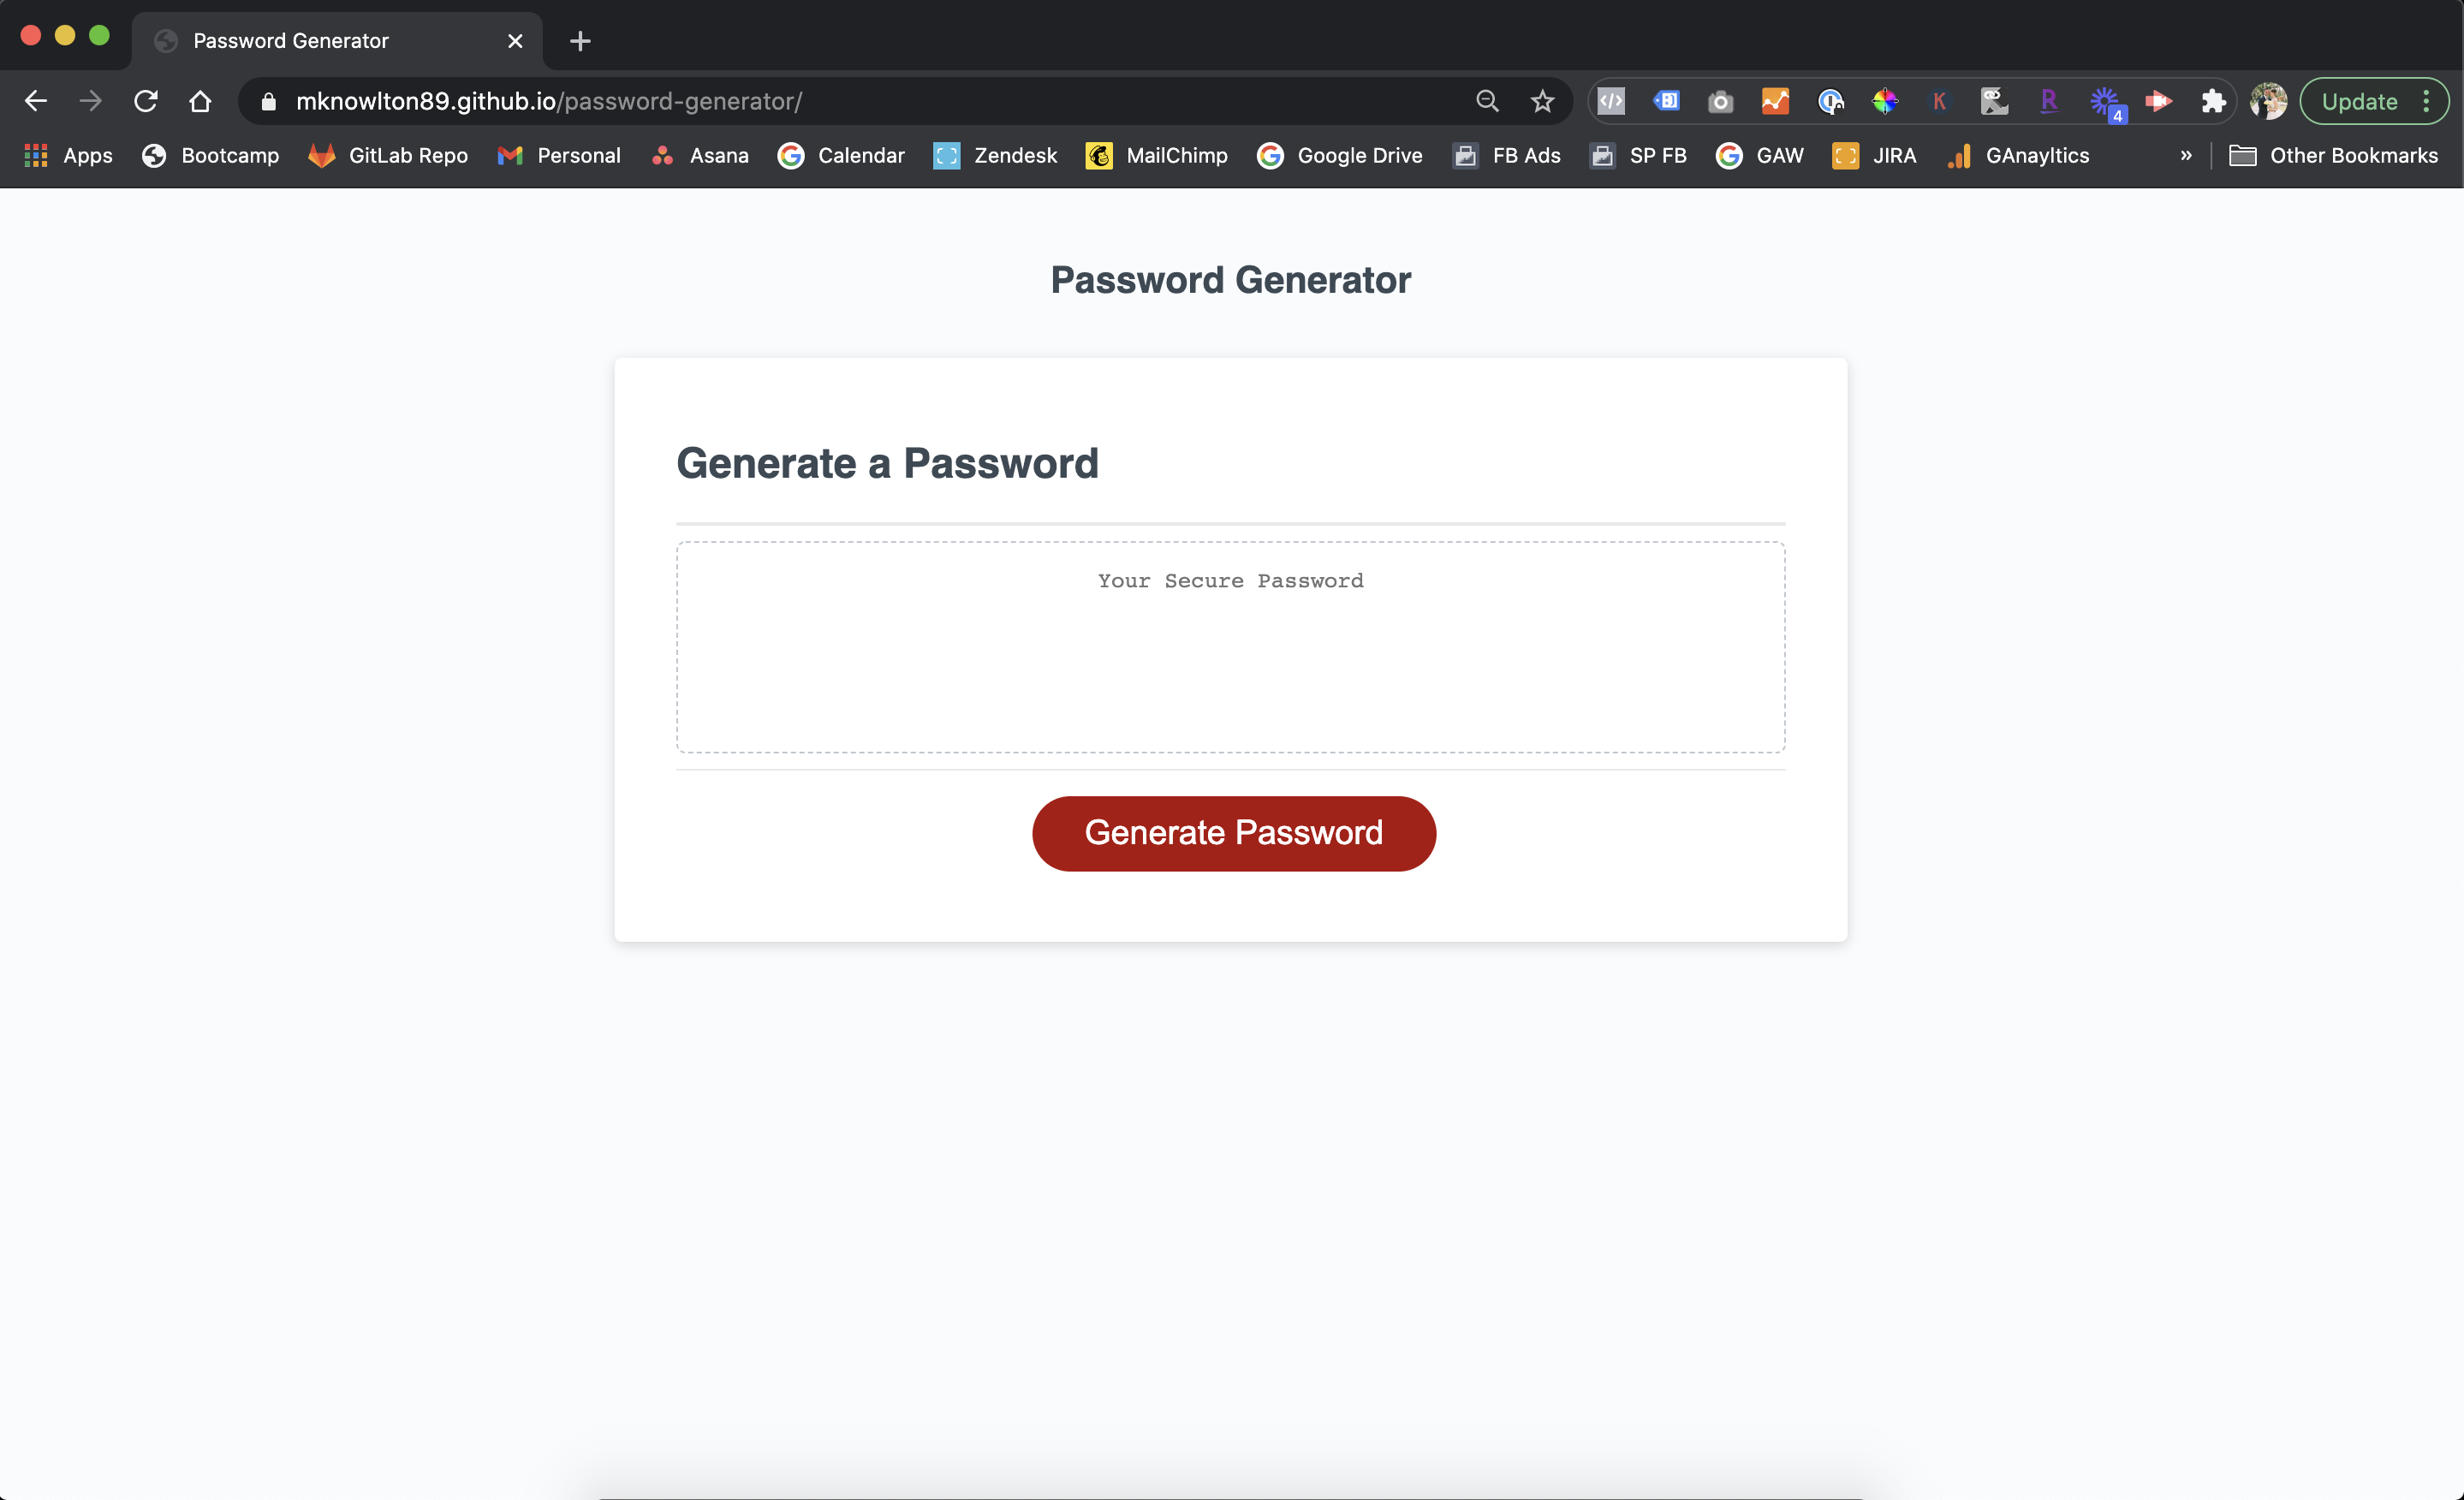 Password Generator
mknowlton89.github.io/password-generator/
4
Update
Apps Bootcamp GitLab Repo Personal Asana Calendar Zendesk MailChimp Google Drive FB Ads SP FB GAW JIRA GAnayltics » Other Bookmarks
Password Generator
Generate a Password
Your Secure Password
Generate Password